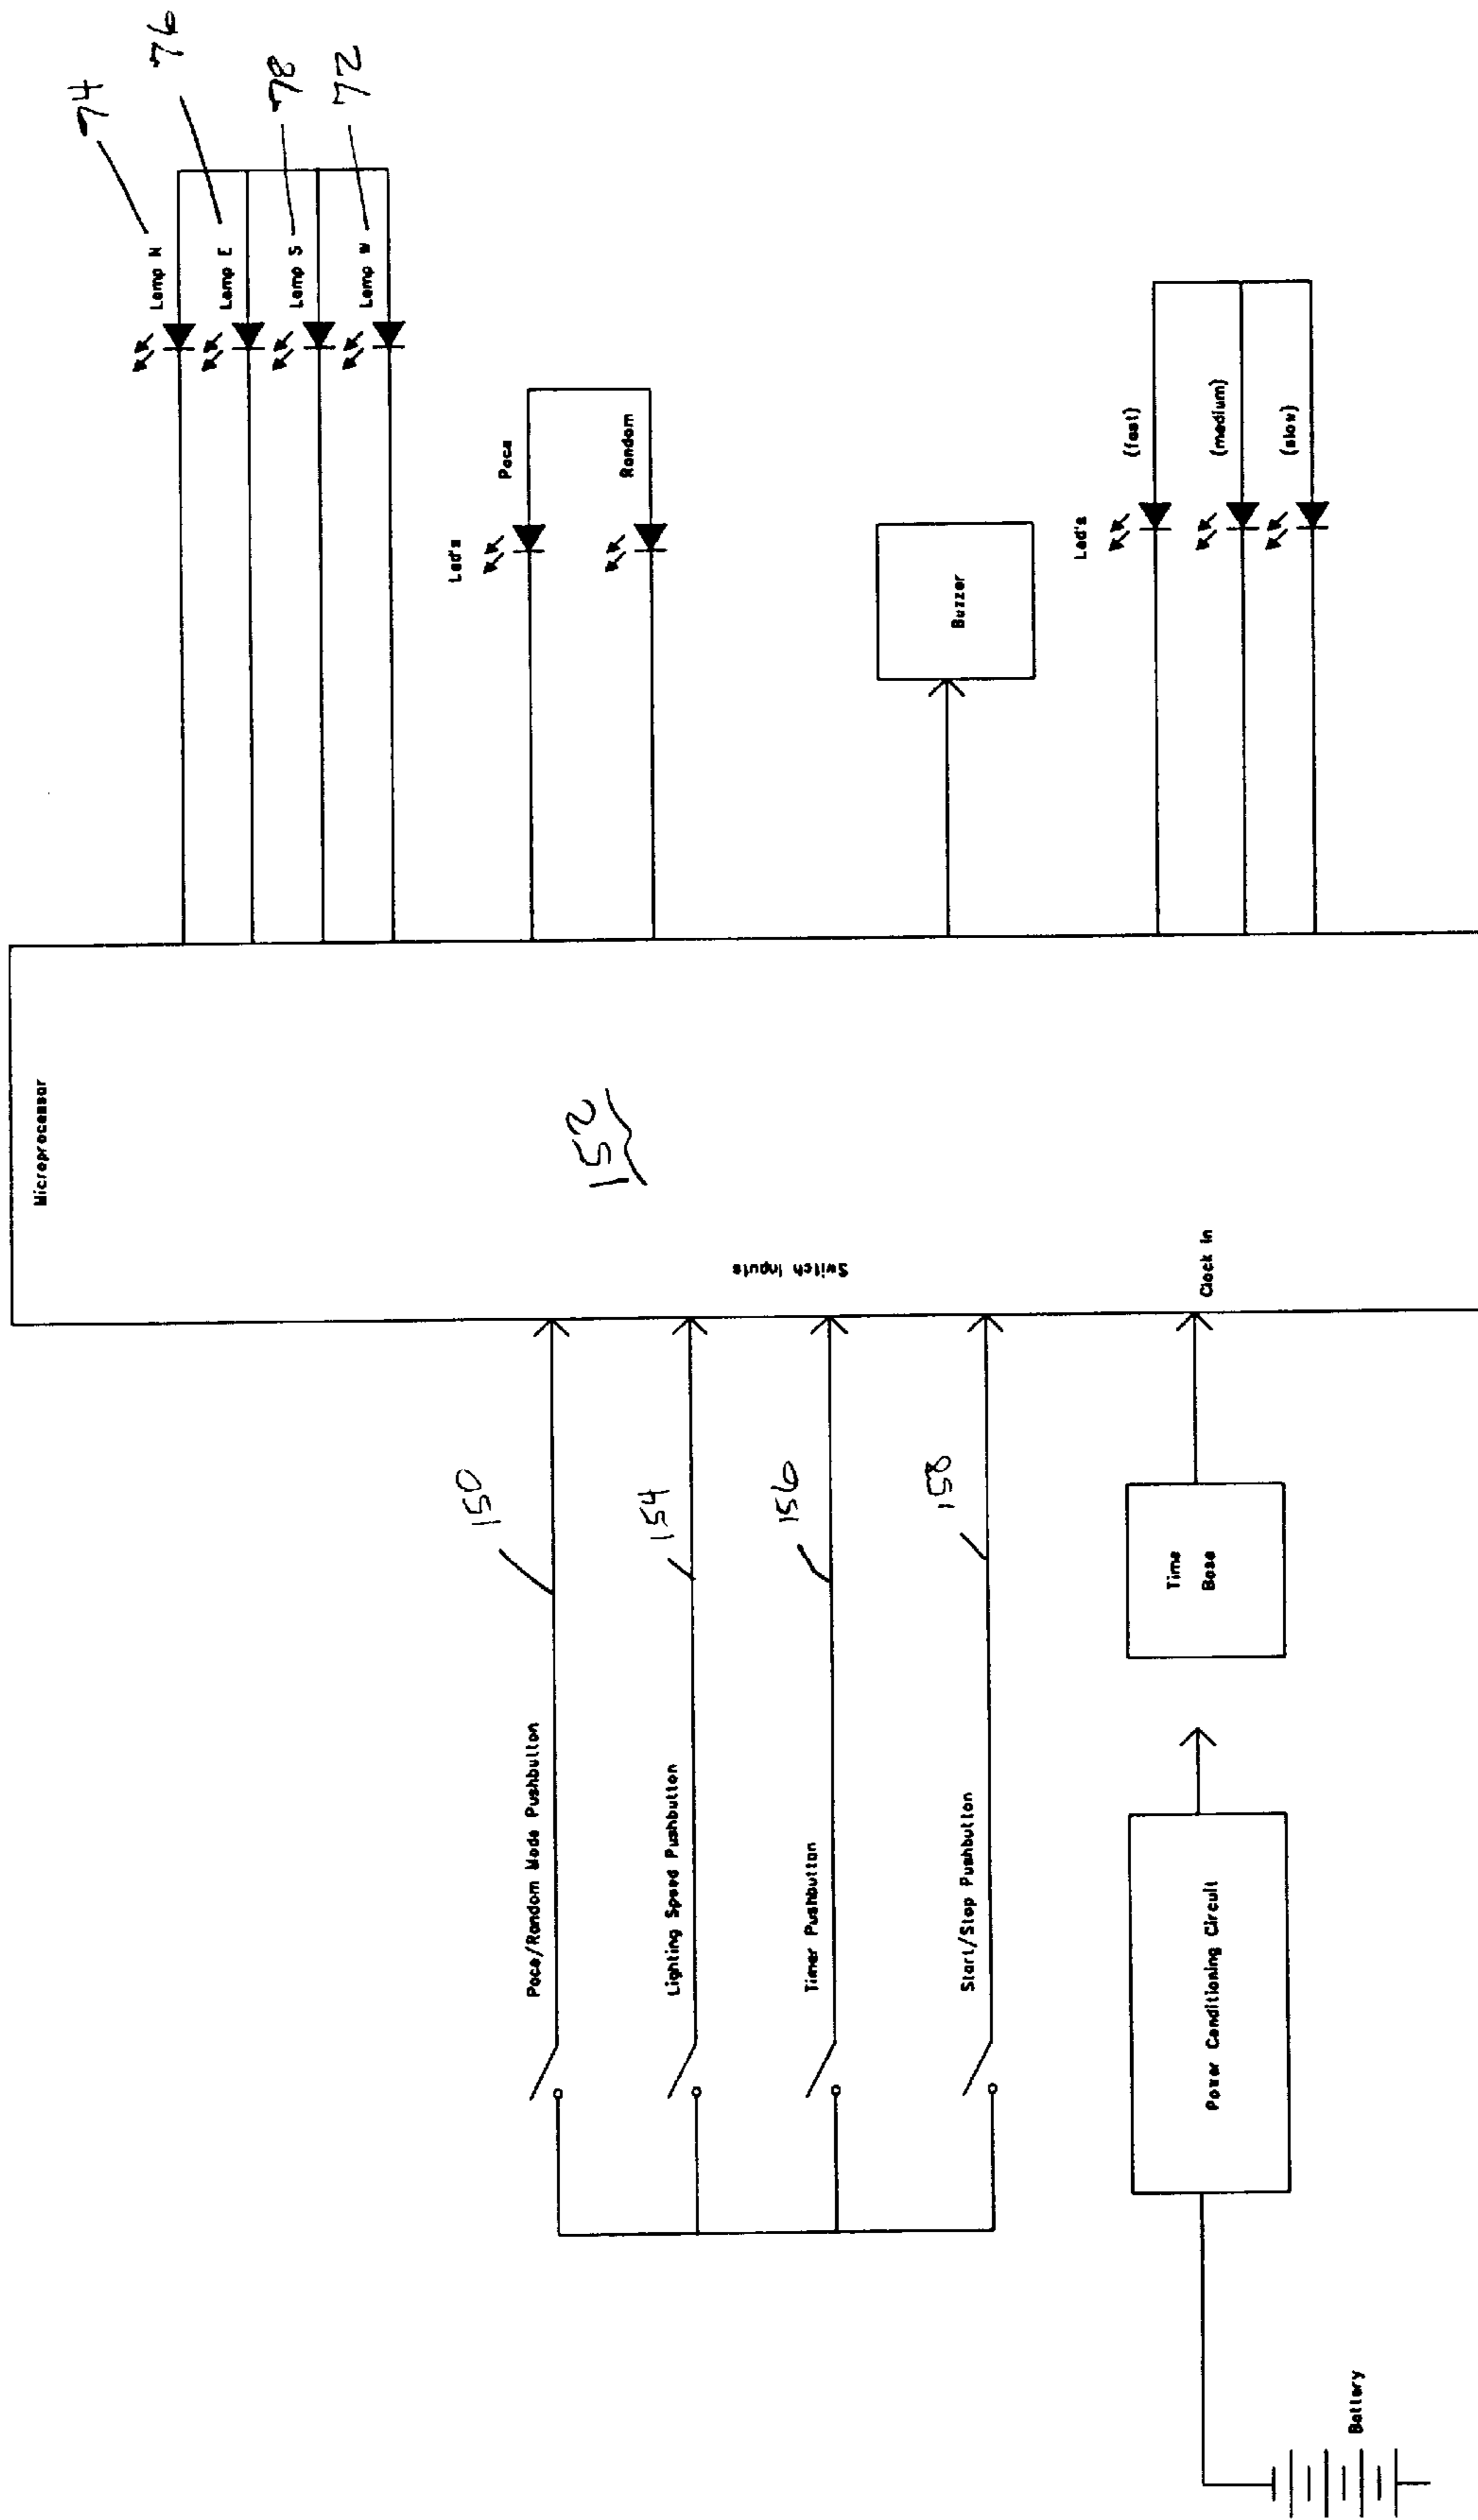 Microprocessor
152
Switch Inputs
Clock In
Pace/Random Mode Pushbutton
150
Lighting Speed Pushbutton
154
Timer Pushbutton
156
Start/Stop Pushbutton
158
Battery
Power Conditioning Circuit
Time
Base
Lamp N
74
Lamp E
76
Lamp S
78
Lamp W
72
Led's
Pace
Random
Buzzer
Led's
(fast)
(medium)
(slow)